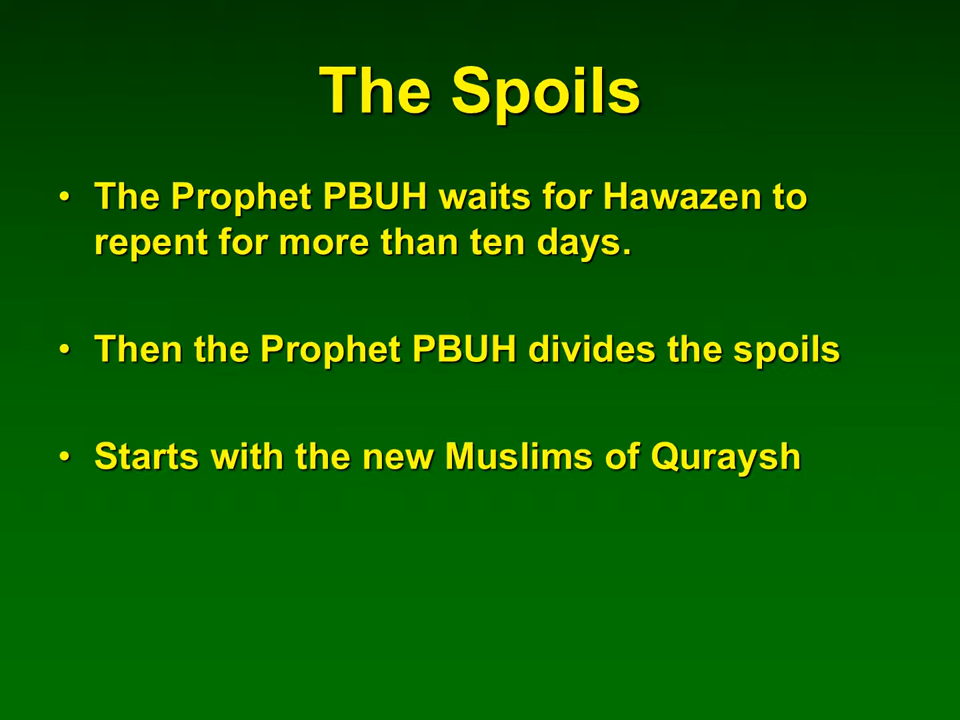 The Spoils
• The Prophet PBUH waits for Hawazen to
repent for more than ten days.
• Then the Prophet PBUH divides the spoils
• Starts with the new Muslims of Quraysh